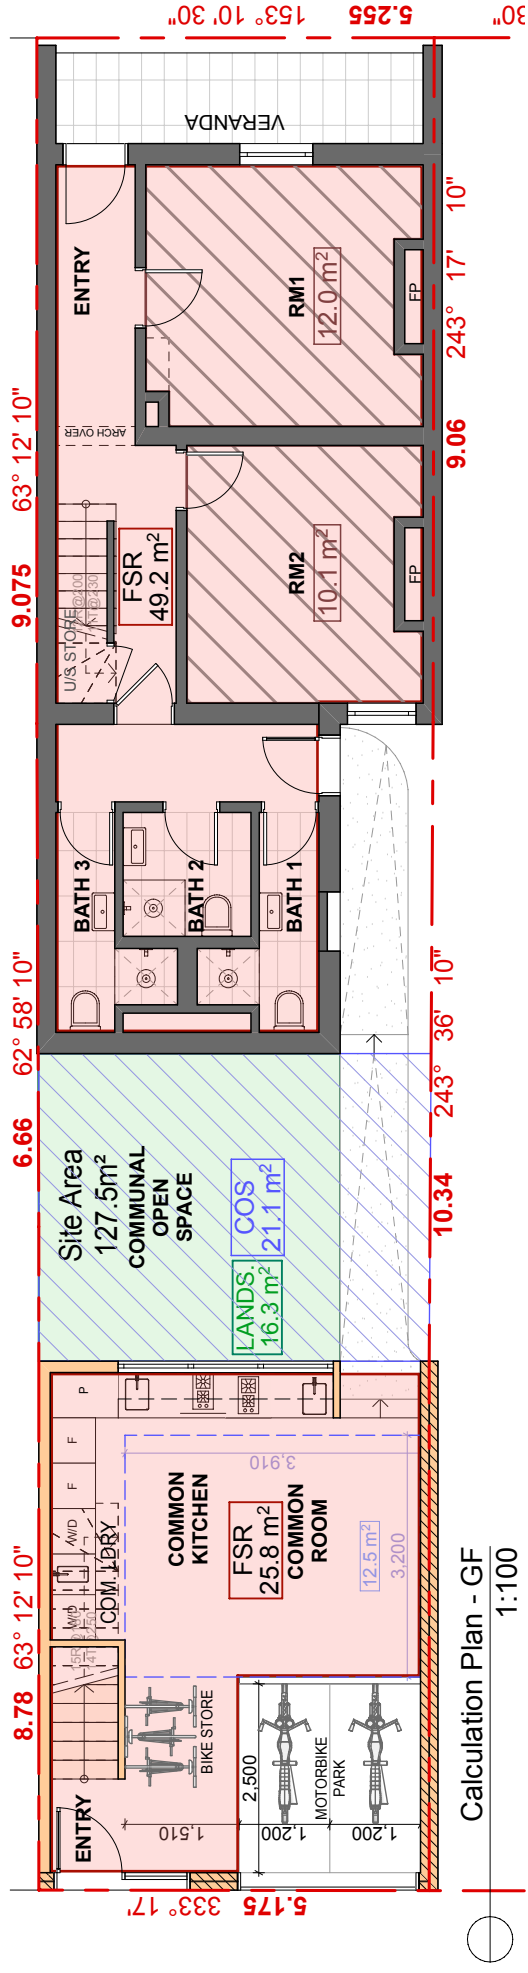 30"
5.255
153° 10' 30"
VERANDA
ENTRY
10"
17'
243°
RM1
12.0 m²
FP
ARCH OVER
63° 12' 10"
9.06
9.075
FSR
49.2 m²
RM2
10.1 m²
FP
U/S STORE
BATH 3
BATH 2
BATH 1
62° 58' 10"
10"
36'
243°
6.66
10.34
Site Area
127.5m²
COMMUNAL
OPEN
SPACE
COS
21.1 m²
LANDS.
16.3 m²
P
F
F
W/D
W/D
COM. L'DRY
COMMON
KITCHEN
3,910
FSR
25.8 m²
COMMON
ROOM
12.5 m²
3,200
63° 12' 10"
8.78
BIKE STORE
2,500
MOTORBIKE
PARK
ENTRY
1,510
1,200
1,200
333° 17'
5.175
Calculation Plan - GF
1:100